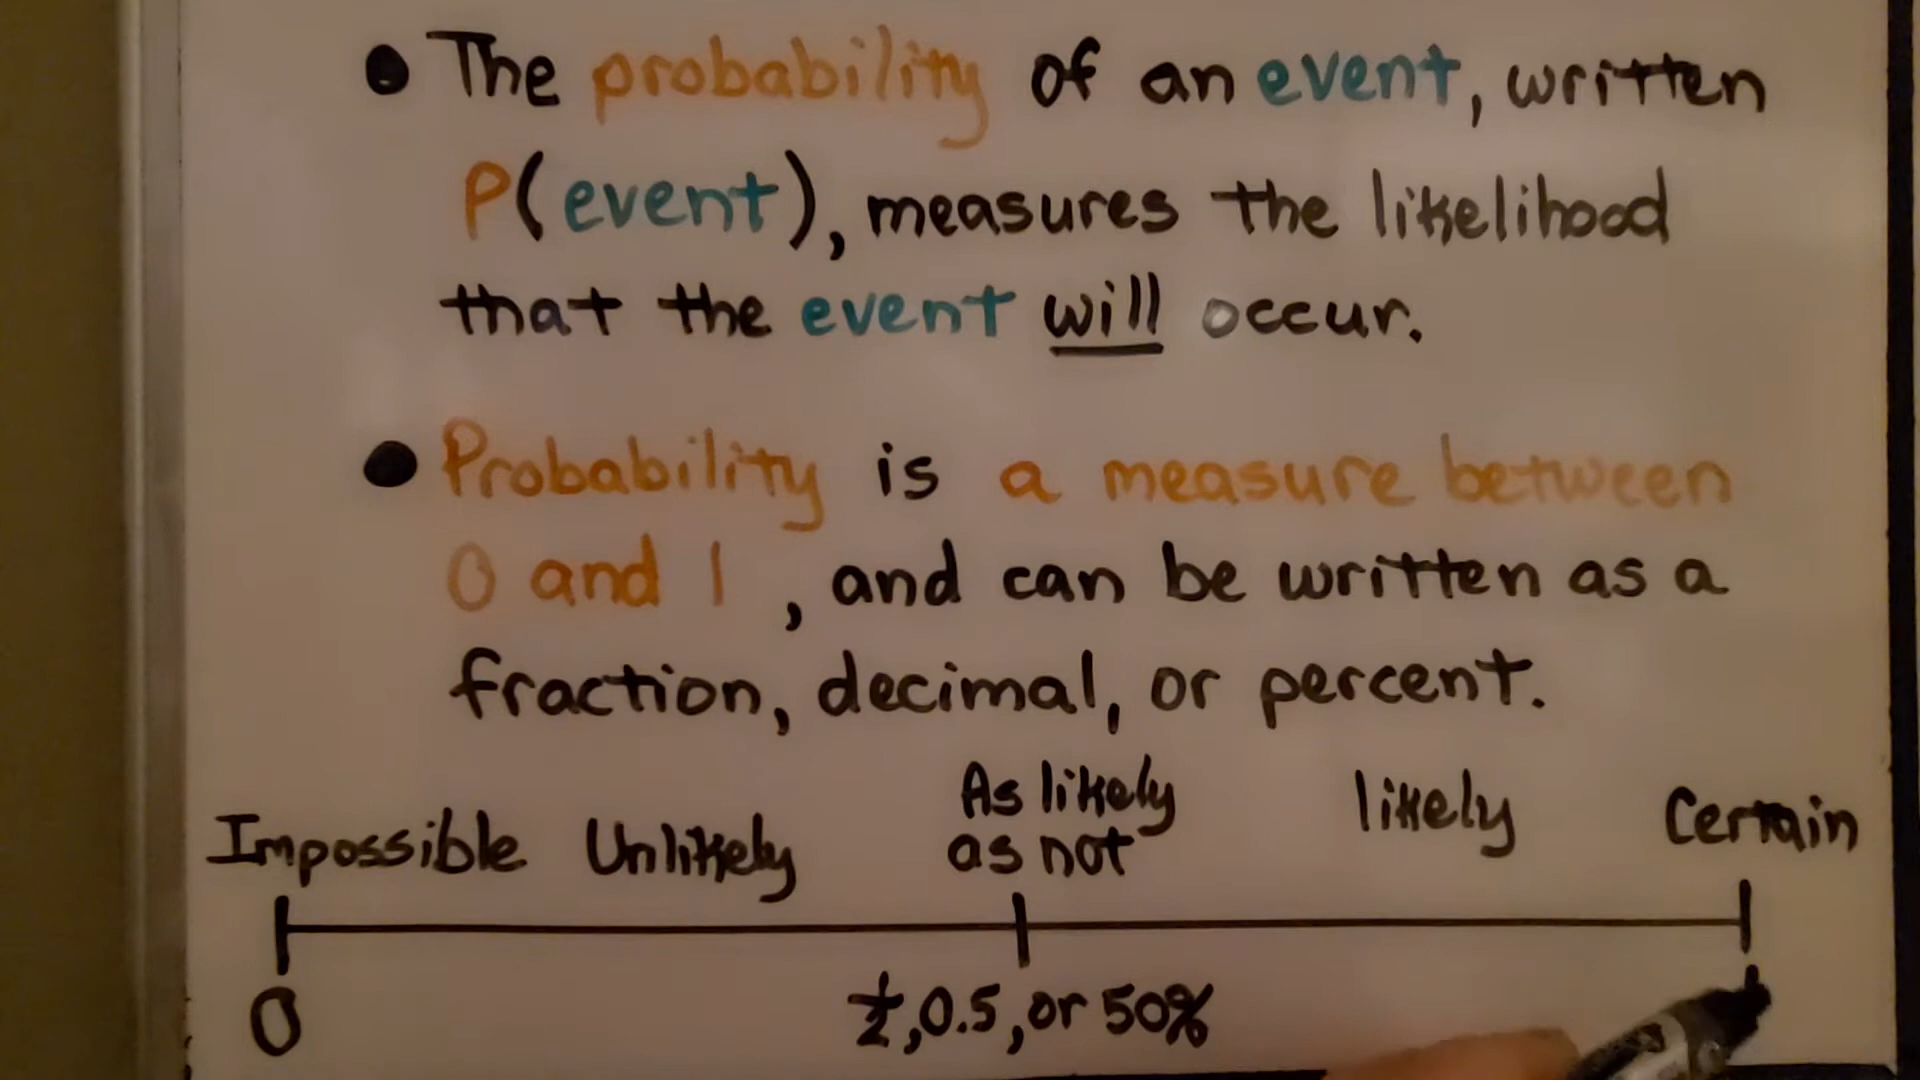 ● The probability of an event, written
P(event), measures the likelihood
that the event will occur.
● Probability is a measure between
0 and 1, and can be written as a
fraction, decimal, or percent.
Impossible Unlikely As likely as not likely Certain
0 ½, 0.5, or 50%